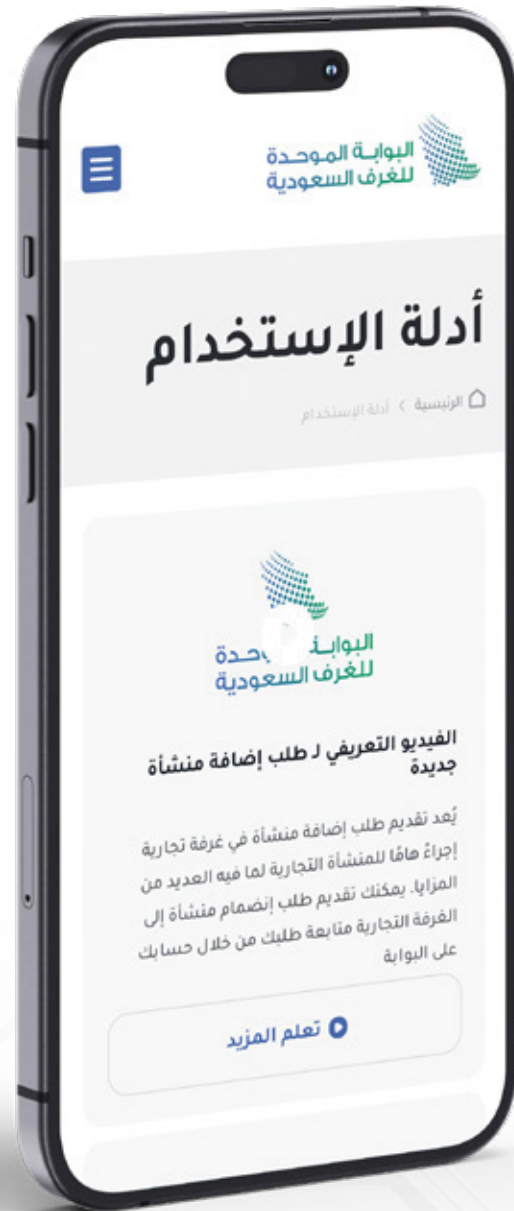 البوابة الموحدة
للغرف السعودية
أدلة الإستخدام
الرئيسية > أدلة الإستخدام
البوابة
للغرف السعودية
الفيديو التعريفي لـ طلب إضافة منشأة
جديدة
يُعد تقديم طلب إضافة منشأة في غرفة تجارية
إجراءً هامًا للمنشأة التجارية لما فيه العديد من
المزايا. يمكنك تقديم طلب إنضمام منشأة إلى
الغرفة التجارية متابعة طلبك من خلال حسابك
على البوابة
تعلم المزيد